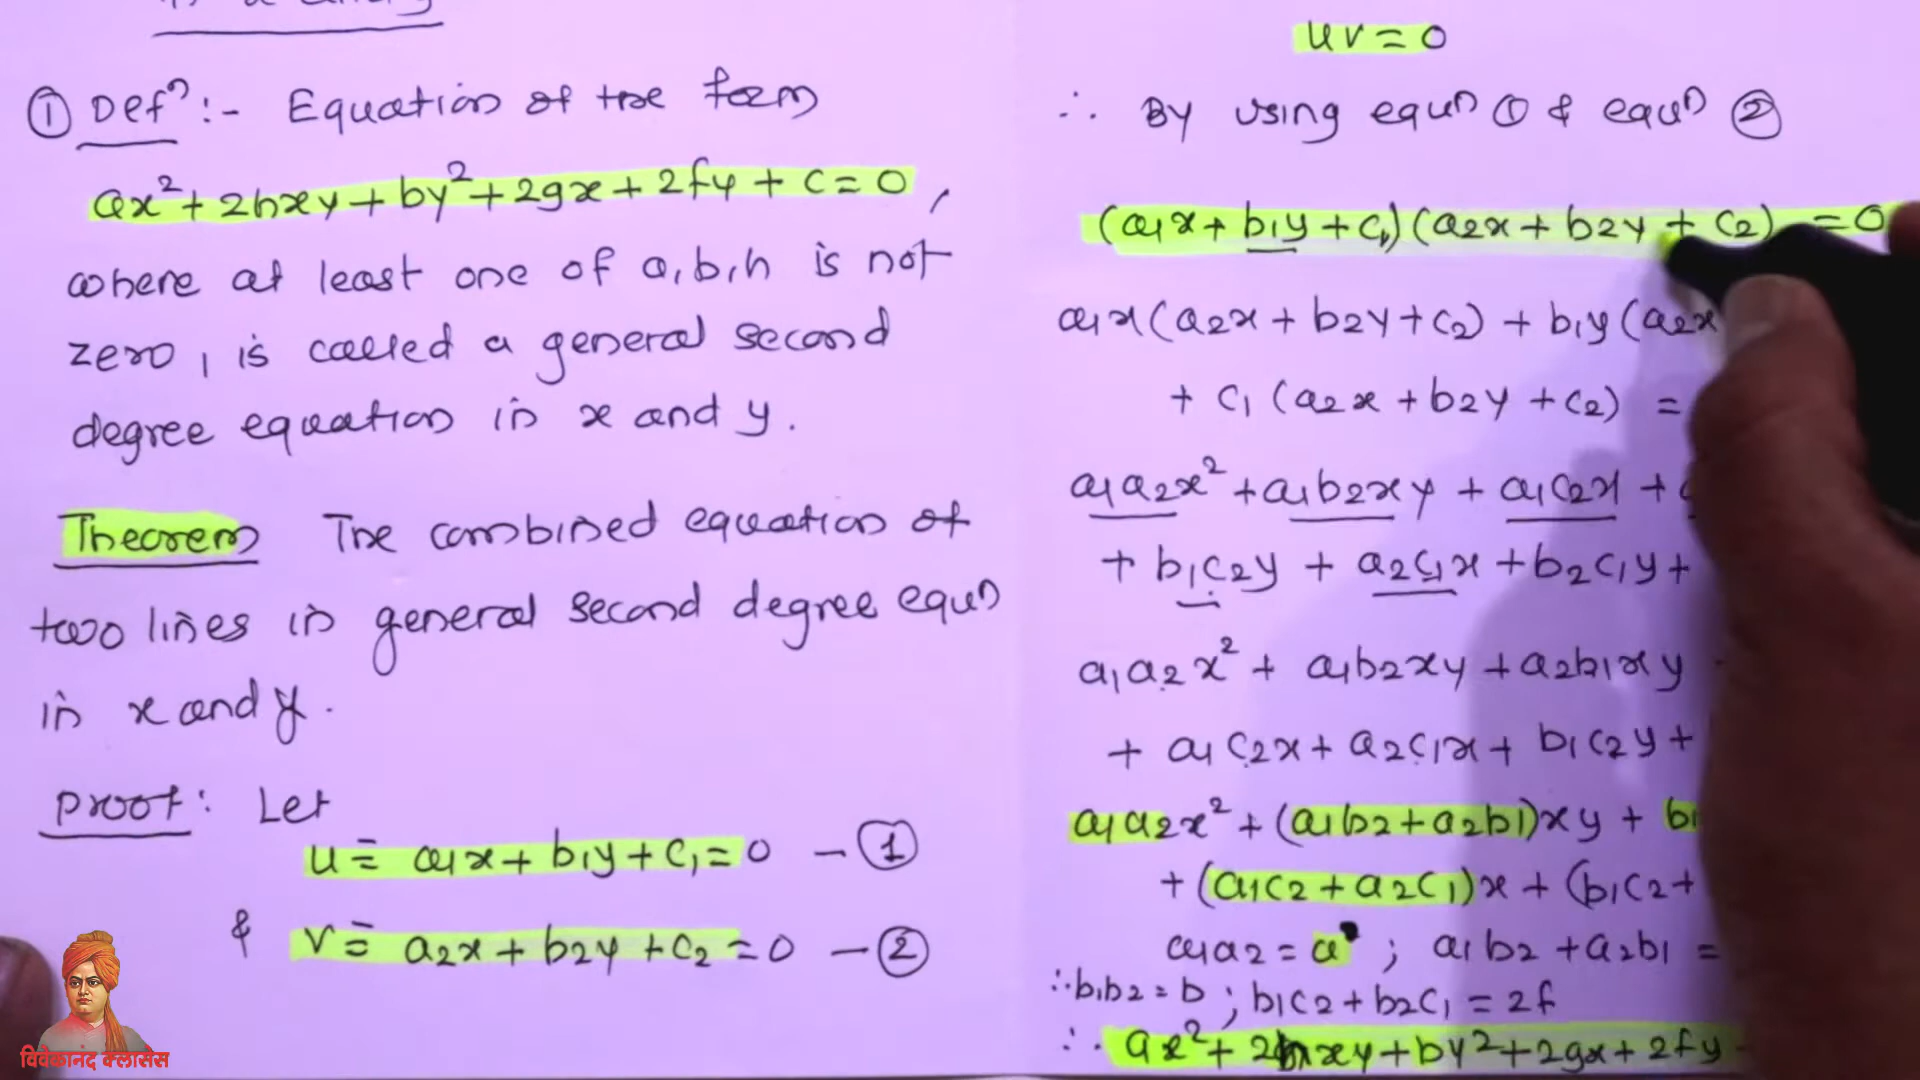 ① Defⁿ :- Equation of the form
ax² + 2hxy + by² + 2gx + 2fy + c = 0 ,
where at least one of a, b, h is not
zero, is called a general second
degree equation in x and y.
Theorem The combined equation of
two lines in general second degree equn
in x and y.
Proof: Let
u ≡ a₁x + b₁y + c₁ = 0 — ①
& v ≡ a₂x + b₂y + c₂ = 0 — ②
uv = 0
∴ By using equn ① & equn ②
(a₁x + b₁y + c₁)(a₂x + b₂y + c₂) = 0
a₁x(a₂x + b₂y + c₂) + b₁y(a₂x
+ c₁(a₂x + b₂y + c₂) =
a₁a₂x² + a₁b₂xy + a₁c₂x +
+ b₁c₂y + a₂c₁x + b₂c₁y +
a₁a₂x² + a₁b₂xy + a₂b₁xy
+ a₁c₂x + a₂c₁x + b₁c₂y +
a₁a₂x² + (a₁b₂ + a₂b₁)xy + b₁
+ (a₁c₂ + a₂c₁)x + (b₁c₂ +
a₁a₂ = a ; a₁b₂ + a₂b₁ =
∴ b₁b₂ = b ; b₁c₂ + b₂c₁ = 2f
∴ ax² + 2hxy + by² + 2gx + 2fy
विवेकानंद क्लासेस